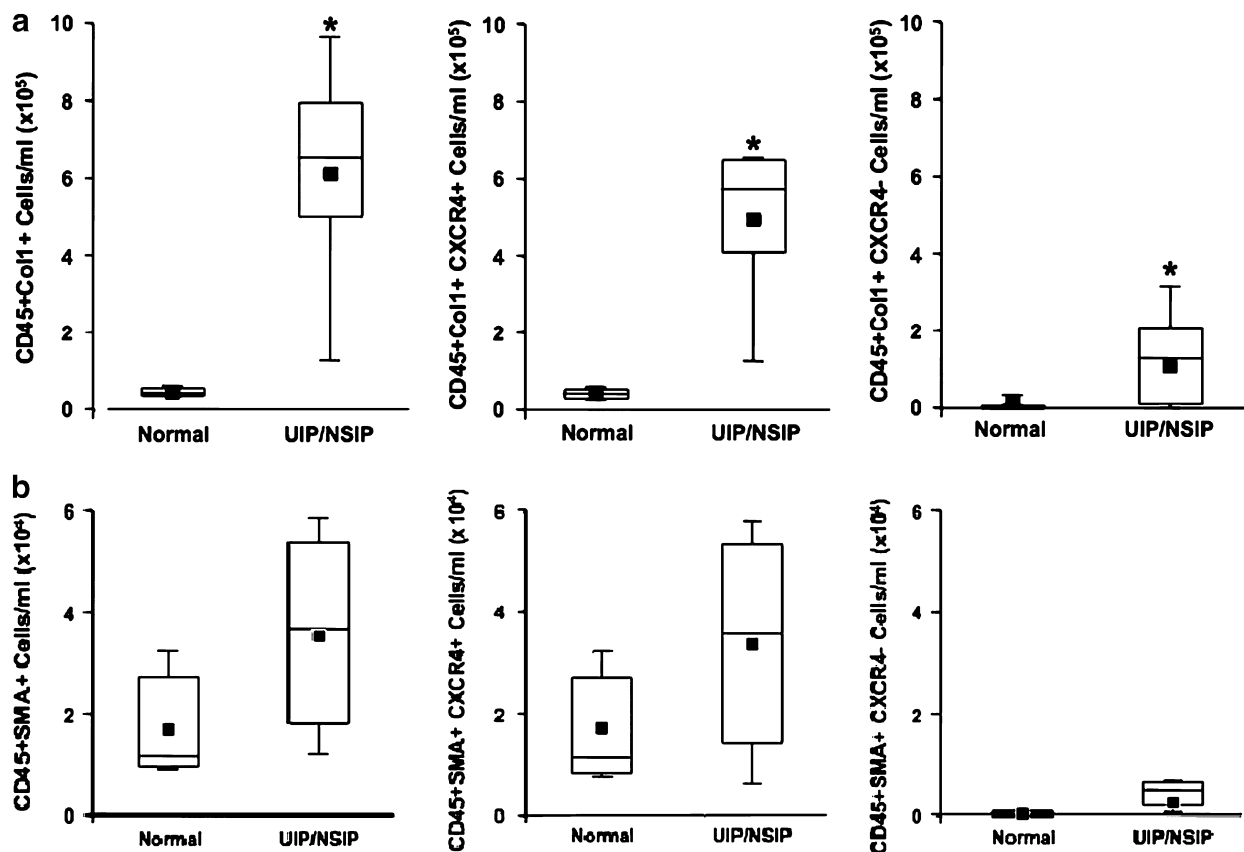 a
CD45+Col1+ Cells/ml (x10⁵)
10
8
6
4
2
0
*
Normal
UIP/NSIP
CD45+Col1+ CXCR4+ Cells/ml (x10⁵)
10
8
6
4
2
0
*
Normal
UIP/NSIP
CD45+Col1+ CXCR4- Cells/ml (x10⁵)
10
8
6
4
2
0
*
Normal
UIP/NSIP
b
CD45+SMA+ Cells/ml (x10⁴)
6
4
2
0
Normal
UIP/NSIP
CD45+SMA+ CXCR4+ Cells/ml (x10⁴)
6
4
2
0
Normal
UIP/NSIP
CD45+SMA+ CXCR4- Cells/ml (x10⁴)
6
4
2
0
Normal
UIP/NSIP